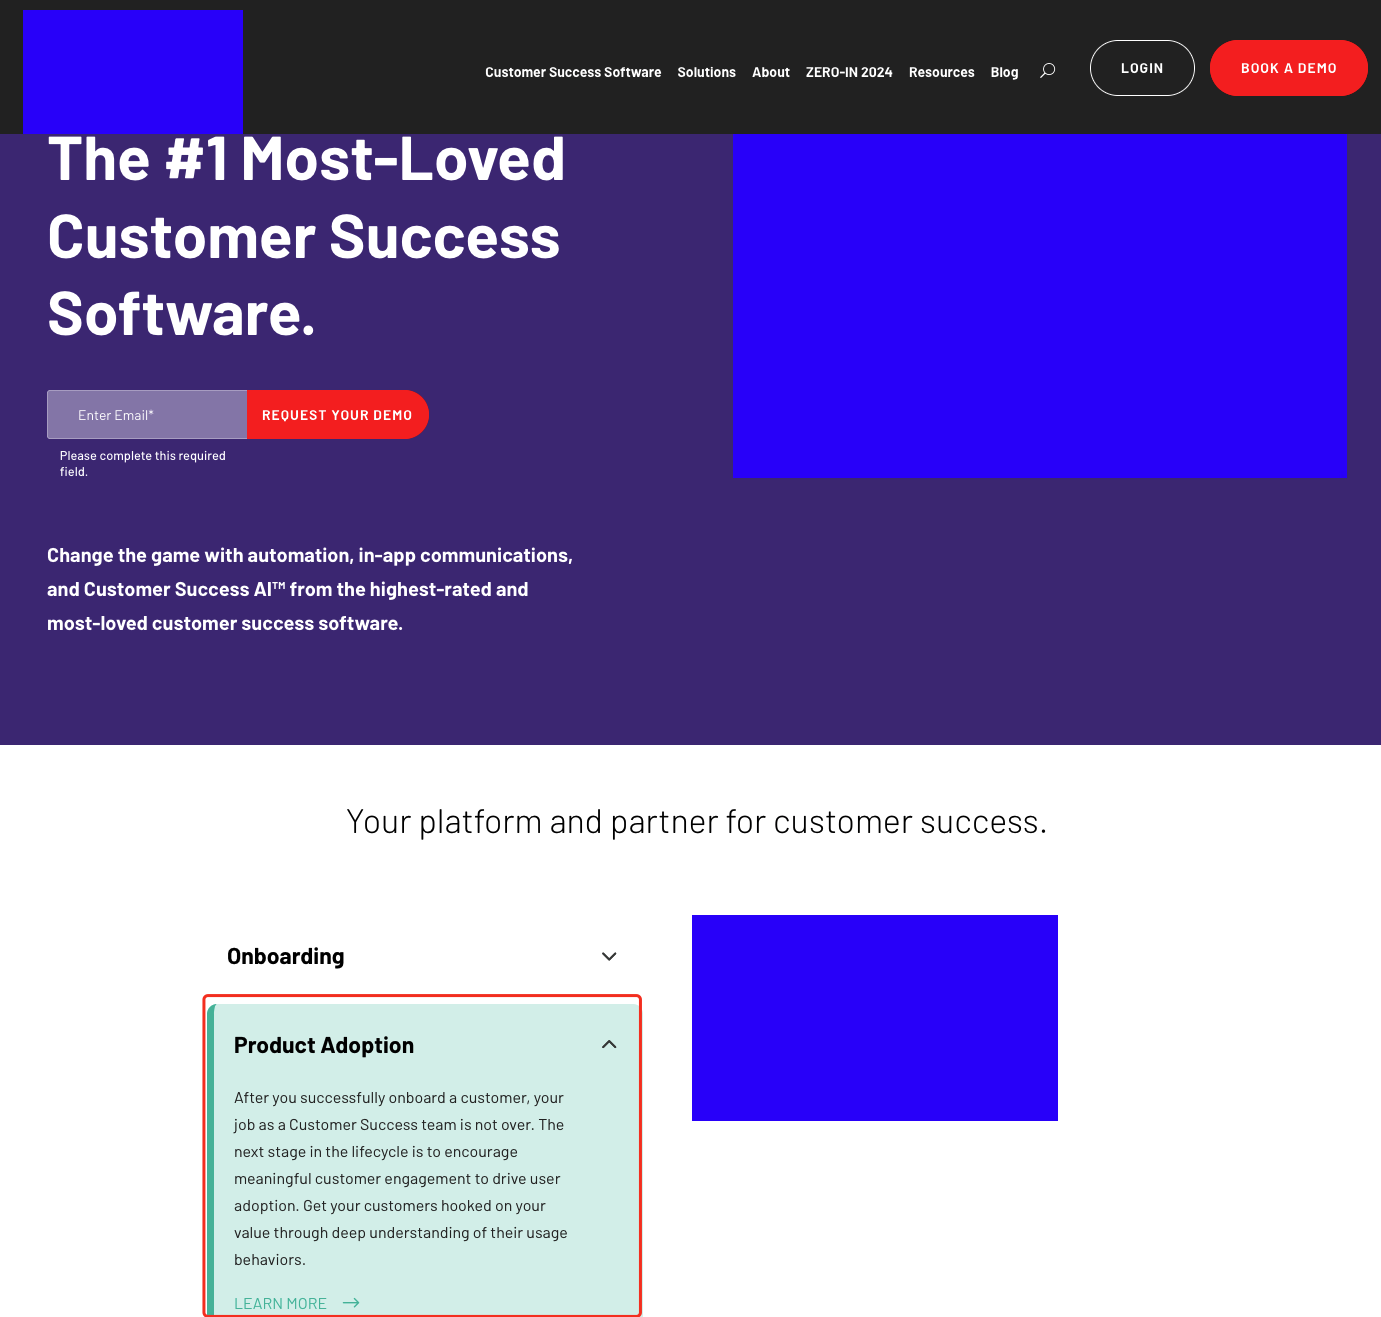 Customer Success Software Solutions About ZERO-IN 2024 Resources Blog LOGIN BOOK A DEMO
The #1 Most-Loved
Customer Success
Software.
Enter Email* REQUEST YOUR DEMO
Please complete this required
field.
Change the game with automation, in-app communications,
and Customer Success AI™ from the highest-rated and
most-loved customer success software.
Your platform and partner for customer success.
Onboarding
Product Adoption
After you successfully onboard a customer, your
job as a Customer Success team is not over. The
next stage in the lifecycle is to encourage
meaningful customer engagement to drive user
adoption. Get your customers hooked on your
value through deep understanding of their usage
behaviors.
LEARN MORE